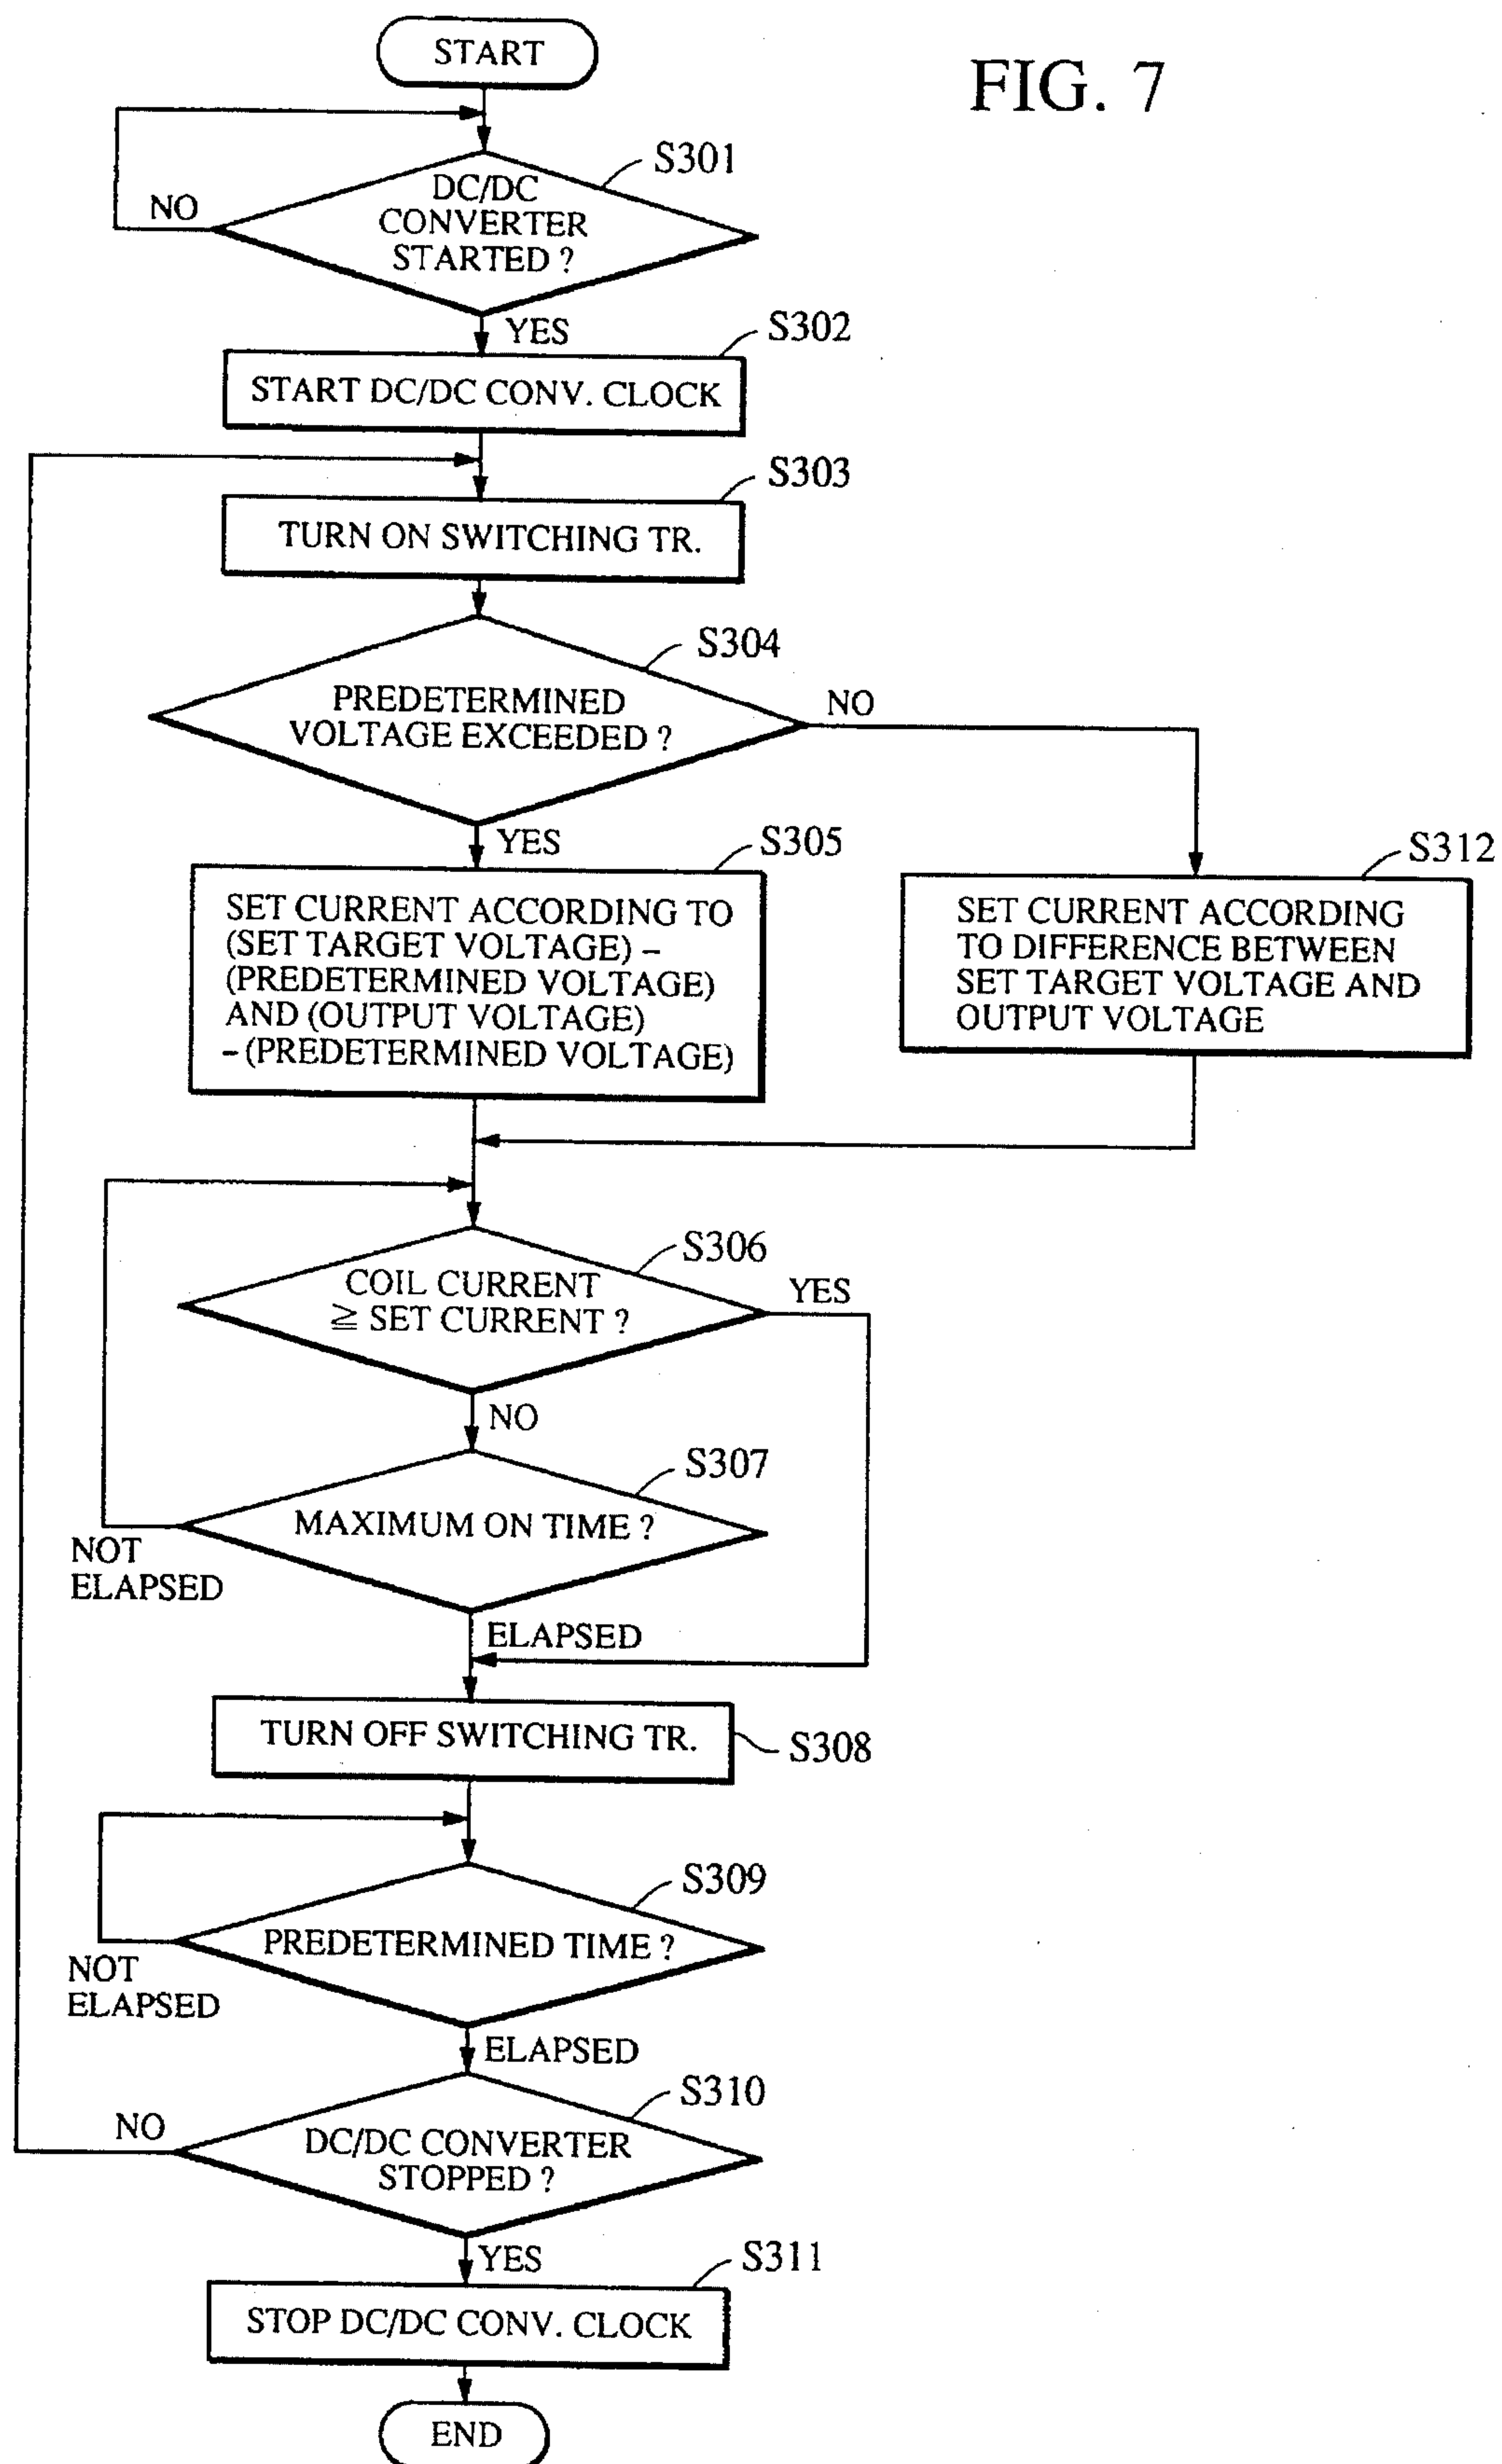 START
FIG. 7
S301
DC/DC
CONVERTER
STARTED ?
NO
YES
S302
START DC/DC CONV. CLOCK
S303
TURN ON SWITCHING TR.
S304
PREDETERMINED
VOLTAGE EXCEEDED ?
NO
YES
S305
SET CURRENT ACCORDING TO
(SET TARGET VOLTAGE) –
(PREDETERMINED VOLTAGE)
AND (OUTPUT VOLTAGE)
– (PREDETERMINED VOLTAGE)
S312
SET CURRENT ACCORDING
TO DIFFERENCE BETWEEN
SET TARGET VOLTAGE AND
OUTPUT VOLTAGE
S306
COIL CURRENT
≧ SET CURRENT ?
YES
NO
S307
MAXIMUM ON TIME ?
NOT
ELAPSED
ELAPSED
TURN OFF SWITCHING TR.
S308
S309
PREDETERMINED TIME ?
NOT
ELAPSED
ELAPSED
S310
NO
DC/DC CONVERTER
STOPPED ?
YES
S311
STOP DC/DC CONV. CLOCK
END